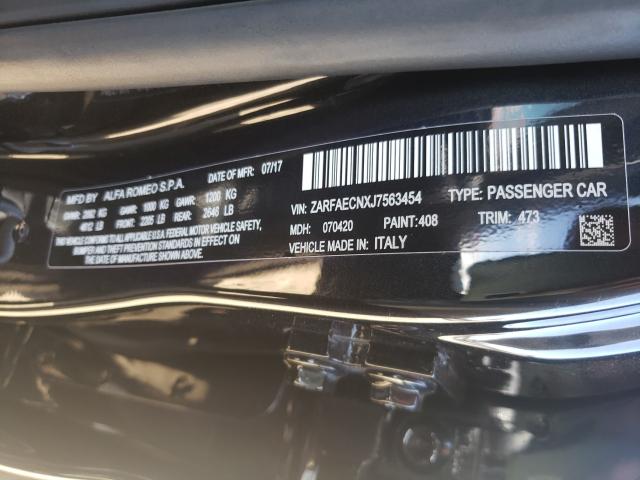 MFD. BY ALFA ROMEO S.P.A. DATE OF MFR 07/17
GVWR FRONT GAWR REAR GAWR
2082 KG 1000 KG 1200 KG
4612 LB 2205 LB 2646 LB
THIS VEHICLE CONFORMS TO ALL APPLICABLE U.S.A. FEDERAL MOTOR VEHICLE SAFETY,
BUMPER AND THEFT PREVENTION STANDARDS IN EFFECT ON THE DATE OF
MANUFACTURE SHOWN ABOVE.
VIN: ZARFAECNXJ7563454 TYPE: PASSENGER CAR
MDH: 070420 PAINT: 408 TRIM: 473
VEHICLE MADE IN: ITALY